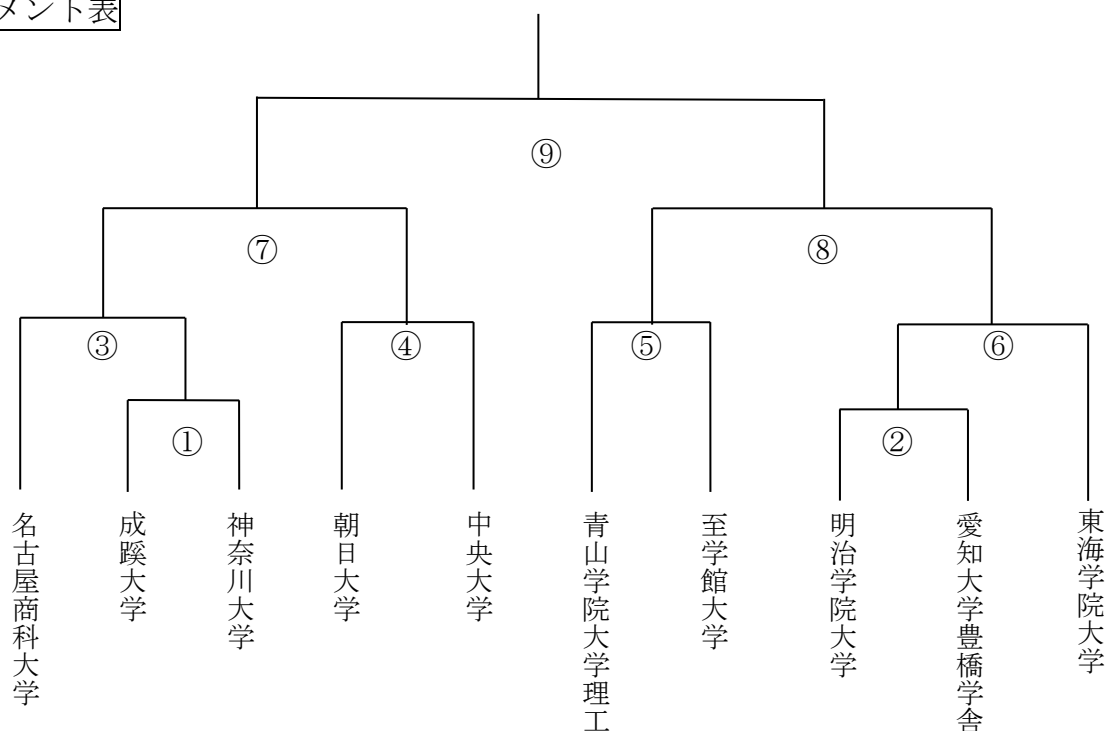 メント表
⑨
⑦
⑧
③
④
⑤
⑥
①
②
名古屋商科大学
成蹊大学
神奈川大学
朝日大学
中央大学
青山学院大学理工
至学館大学
明治学院大学
愛知大学豊橋学舎
東海学院大学